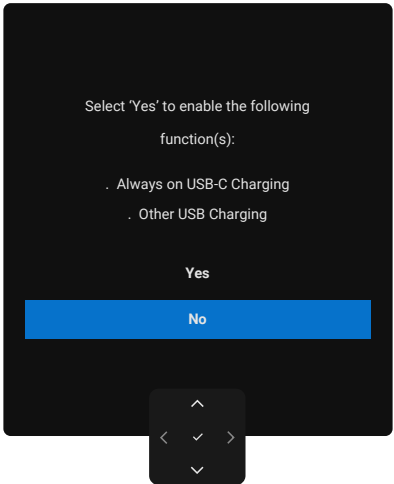 Select ‘Yes’ to enable the following
function(s):
. Always on USB-C Charging
. Other USB Charging
Yes
No